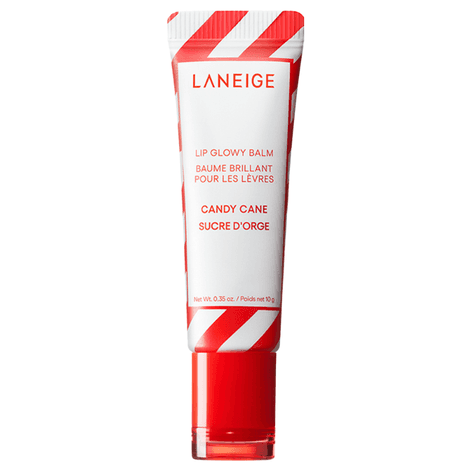 LANEIGE
LIP GLOWY BALM
BAUME BRILLANT
POUR LES LÈVRES
CANDY CANE
SUCRE D'ORGE
Net Wt. 0.35 oz. / Poids net 10 g